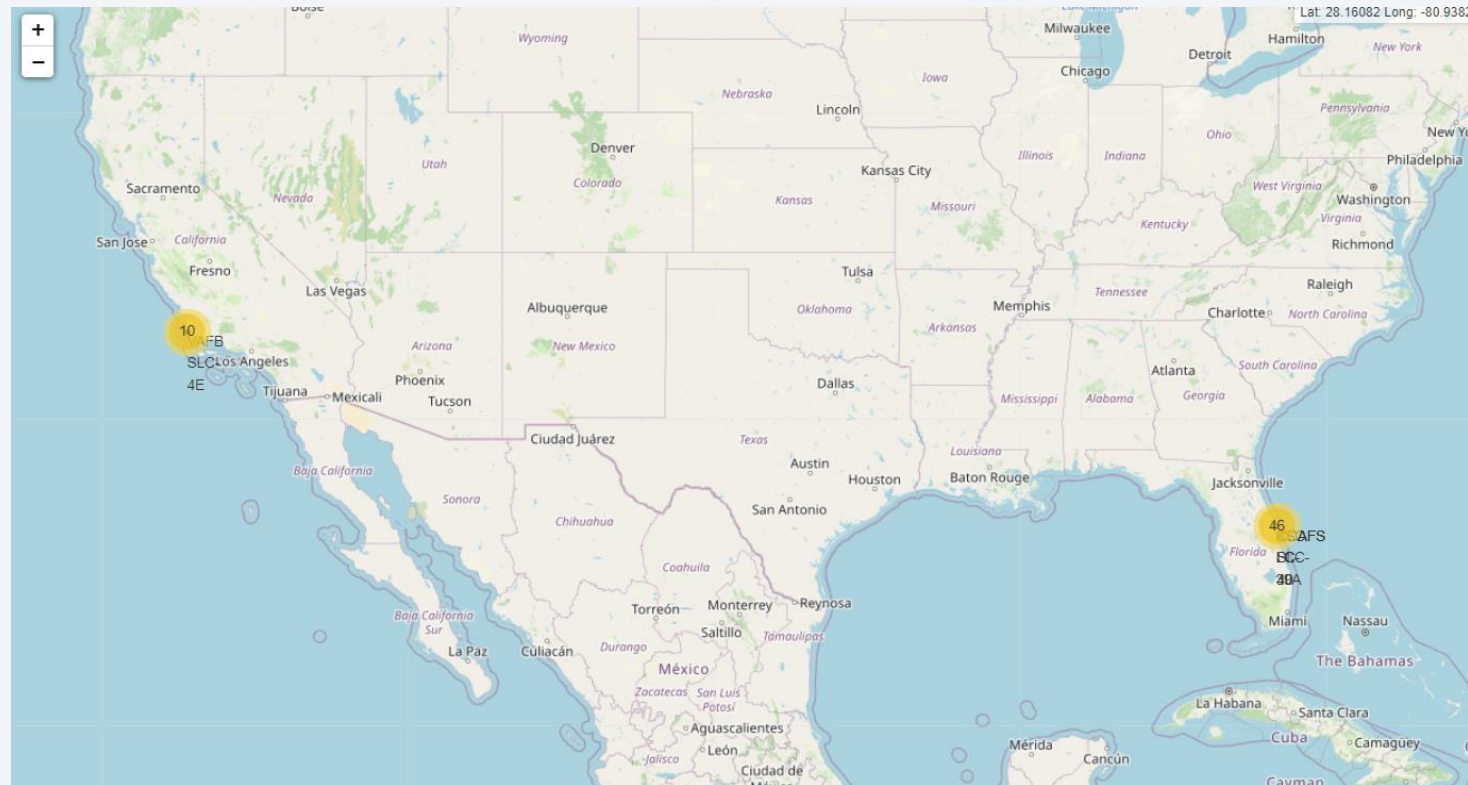 Lat: 28.16082 Long: -80.9382
+
−
Boise
Lake Michigan
Wyoming
Milwaukee
Hamilton
New York
Detroit
Chicago
Iowa
Nebraska
Lincoln
Pennsylvania
Ohio
New Yo
Denver
Utah
Colorado
Illinois
Indiana
Philadelphia
Kansas City
Sacramento
Nevada
Kansas
Missouri
West Virginia
Washington
Virginia
Kentucky
San Jose
California
Richmond
Fresno
Las Vegas
Tulsa
Raleigh
Albuquerque
Oklahoma
Memphis
Tennessee
Charlotte
North Carolina
10
VAFB
SLC-
4E
Los Angeles
Arizona
New Mexico
Arkansas
South Carolina
Phoenix
Tucson
Dallas
Atlanta
Tijuana
Mexicali
Mississippi
Alabama
Georgia
Ciudad Juárez
Texas
Louisiana
Baja California
Austin
Houston
Baton Rouge
Jacksonville
Sonora
San Antonio
Chihuahua
46
Florida
Coahuila
Torreón
Monterrey
Reynosa
Saltillo
Baja California
Sur
Tamaulipas
Miami
Nassau
La Paz
Culiacán
Durango
México
The Bahamas
Zacatecas
San Luis
Potosí
La Habana
Santa Clara
Aguascalientes
Cuba
Camagüey
León
Jalisco
Mérida
Cancún
Ciudad de
México
Cayman